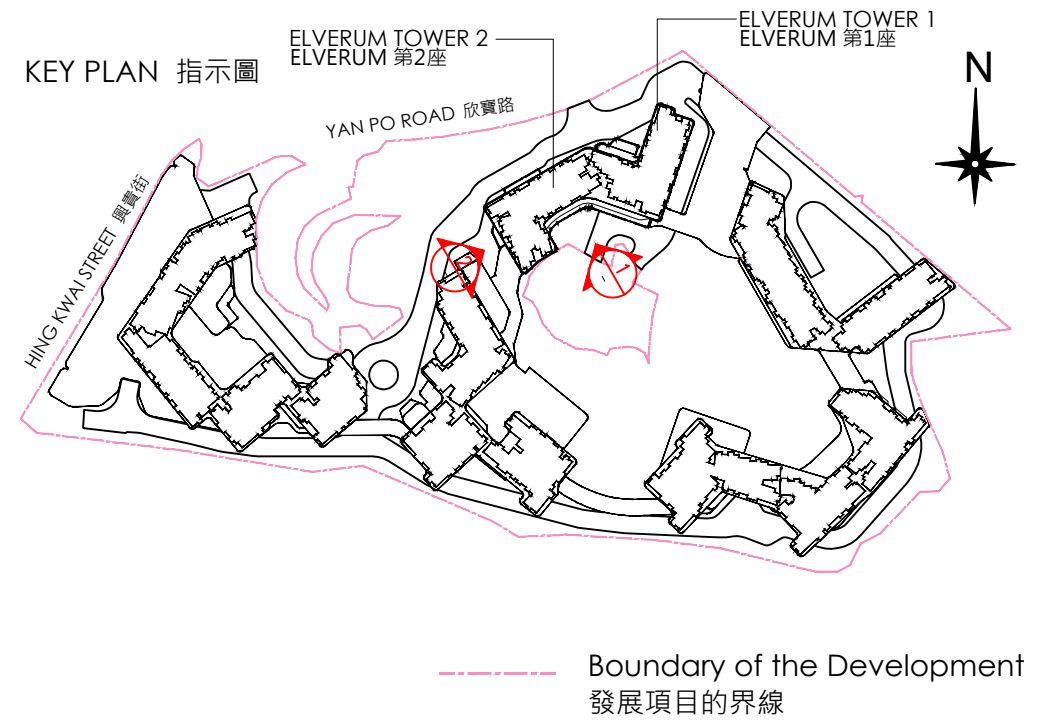 ELVERUM TOWER 1
ELVERUM 第1座
ELVERUM TOWER 2
ELVERUM 第2座
KEY PLAN 指示圖
N
YAN PO ROAD 欣寶路
HING KWAI STREET 興貴街
2
1
Boundary of the Development
發展項目的界線